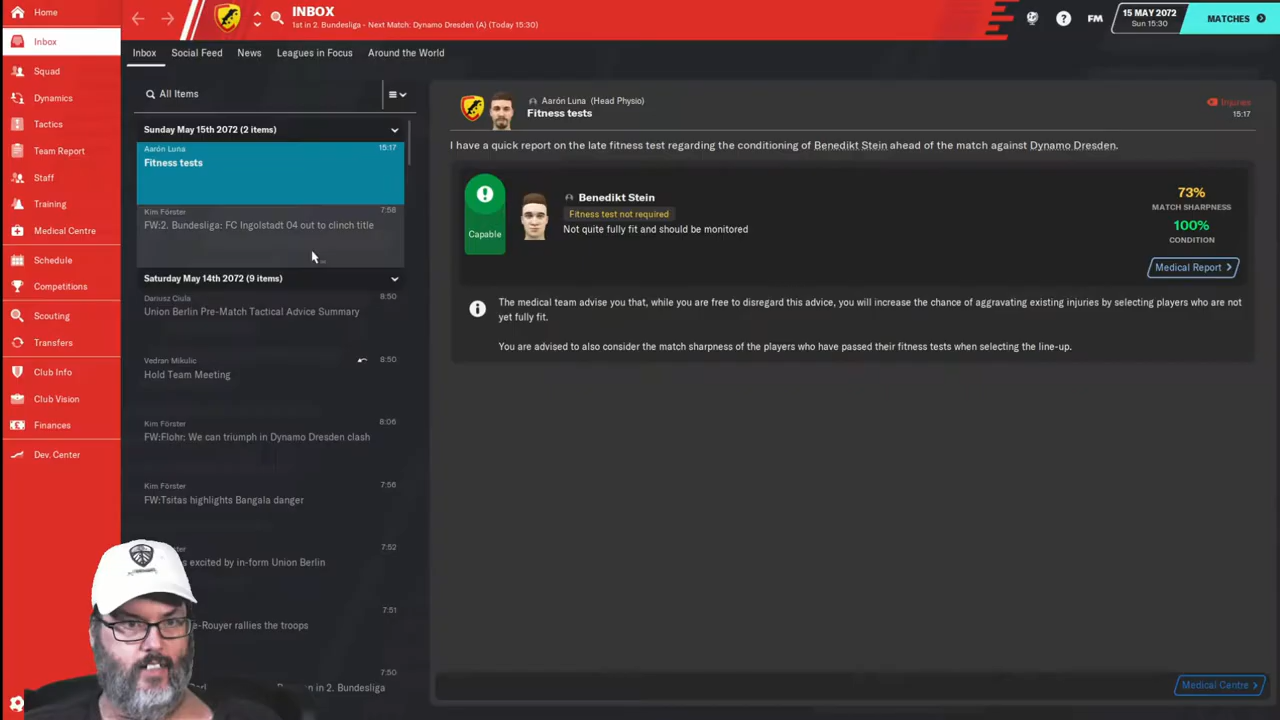 Home
Inbox
Squad
Dynamics
Tactics
Team Report
Staff
Training
Medical Centre
Schedule
Competitions
Scouting
Transfers
Club Info
Club Vision
Finances
Dev. Center
INBOX
1st in 2. Bundesliga - Next Match: Dynamo Dresden (A) (Today 15:30)
FM
15 MAY 2072
Sun 15:30
MATCHES
Inbox
Social Feed
News
Leagues in Focus
Around the World
All Items
Sunday May 15th 2072 (2 items)
Aarón Luna
15:17
Fitness tests
Kim Förster
7:58
FW:2. Bundesliga: FC Ingolstadt 04 out to clinch title
Saturday May 14th 2072 (9 items)
Dariusz Ciula
8:50
Union Berlin Pre-Match Tactical Advice Summary
Vedran Mikulic
8:50
Hold Team Meeting
Kim Förster
8:06
FW:Flohr: We can triumph in Dynamo Dresden clash
Kim Förster
7:56
FW:Tsitas highlights Bangala danger
7:52
excited by in-form Union Berlin
7:51
e-Rouyer rallies the troops
7:50
in 2. Bundesliga
Aarón Luna (Head Physio)
Fitness tests
Injuries
15:17
I have a quick report on the late fitness test regarding the conditioning of Benedikt Stein ahead of the match against Dynamo Dresden.
Capable
Benedikt Stein
Fitness test not required
Not quite fully fit and should be monitored
73%
MATCH SHARPNESS
100%
CONDITION
Medical Report
The medical team advise you that, while you are free to disregard this advice, you will increase the chance of aggravating existing injuries by selecting players who are not
yet fully fit.
You are advised to also consider the match sharpness of the players who have passed their fitness tests when selecting the line-up.
Medical Centre